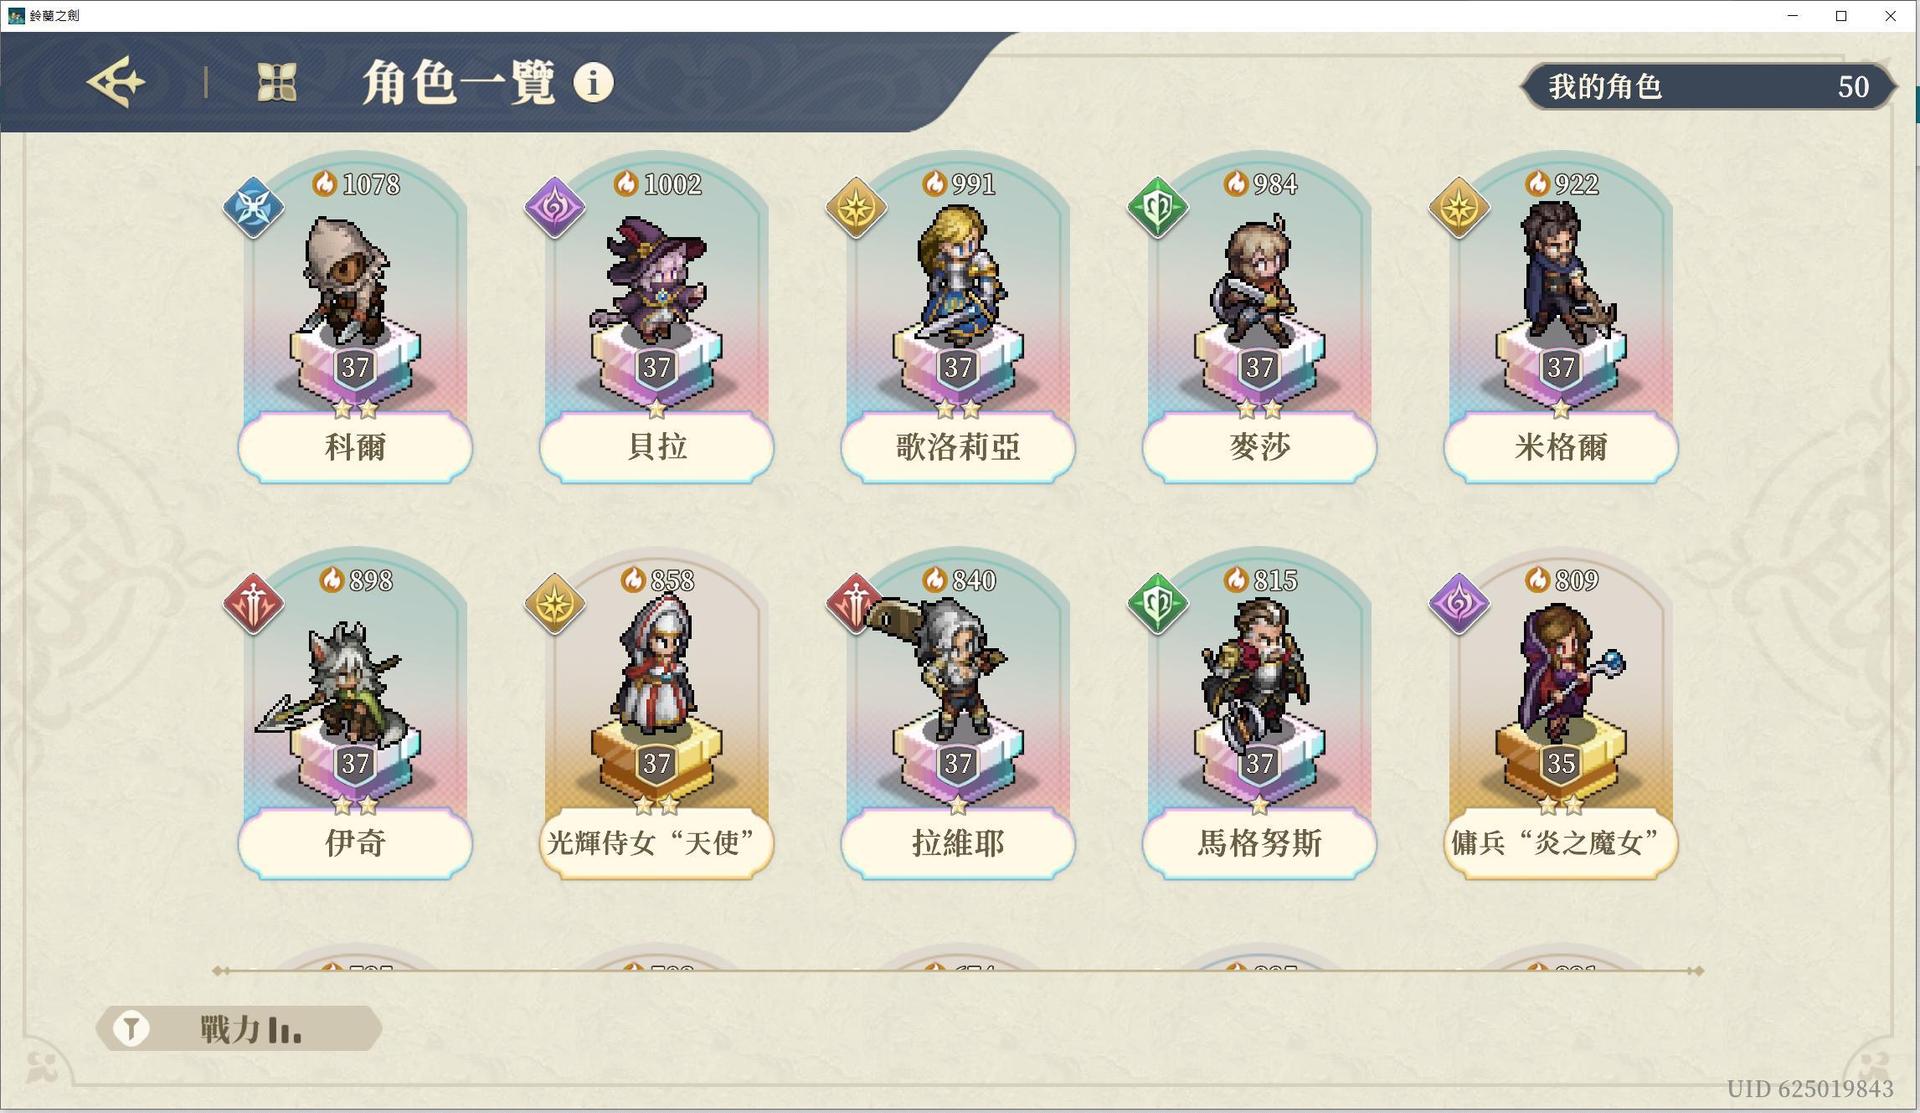 鈴蘭之劍
角色一覽
我的角色 50
1078
1002
991
984
922
37
37
37
37
37
科爾
貝拉
歌洛莉亞
麥莎
米格爾
898
858
840
815
809
37
37
37
37
35
伊奇
光輝侍女“天使”
拉維耶
馬格努斯
傭兵“炎之魔女”
戰力
UID 625019843